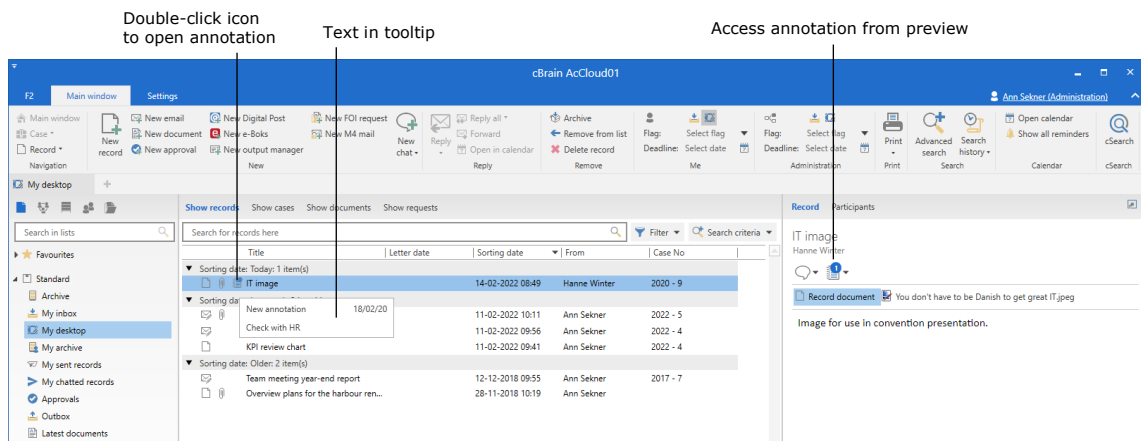 Double-click icon
to open annotation
Text in tooltip
Access annotation from preview
cBrain AcCloud01
F2 Main window Settings
Ann Sekner (Administration)
Main window
Case
Record
Navigation
New
record
New email
New document
New approval
New Digital Post
New e-Boks
New output manager
New FOI request
New M4 mail
New
New
chat
Reply
Reply all
Forward
Open in calendar
Reply
Archive
Remove from list
Delete record
Remove
Flag: Select flag
Deadline: Select date
Me
Flag: Select flag
Deadline: Select date
Administration
Print
Print
Advanced
search
Search
history
Search
Open calendar
Show all reminders
Calendar
cSearch
cSearch
My desktop
Search in lists
Favourites
Standard
Archive
My inbox
My desktop
My archive
My sent records
My chatted records
Approvals
Outbox
Latest documents
Show records Show cases Show documents Show requests
Search for records here
Filter
Search criteria
Title Letter date Sorting date From Case No
Sorting date: Today: 1 item(s)
IT image 14-02-2022 08:49 Hanne Winter 2020 - 9
Sorting
New annotation 18/02/20
Check with HR
11-02-2022 10:11 Ann Sekner 2022 - 5
11-02-2022 09:56 Ann Sekner 2022 - 4
KPI review chart 11-02-2022 09:41 Ann Sekner 2022 - 4
Sorting date: Older: 2 item(s)
Team meeting year-end report 12-12-2018 09:55 Ann Sekner 2017 - 7
Overview plans for the harbour ren... 28-11-2018 10:19 Ann Sekner
Record Participants
IT image
Hanne Winter
1
Record document You don't have to be Danish to get great IT.jpeg
Image for use in convention presentation.